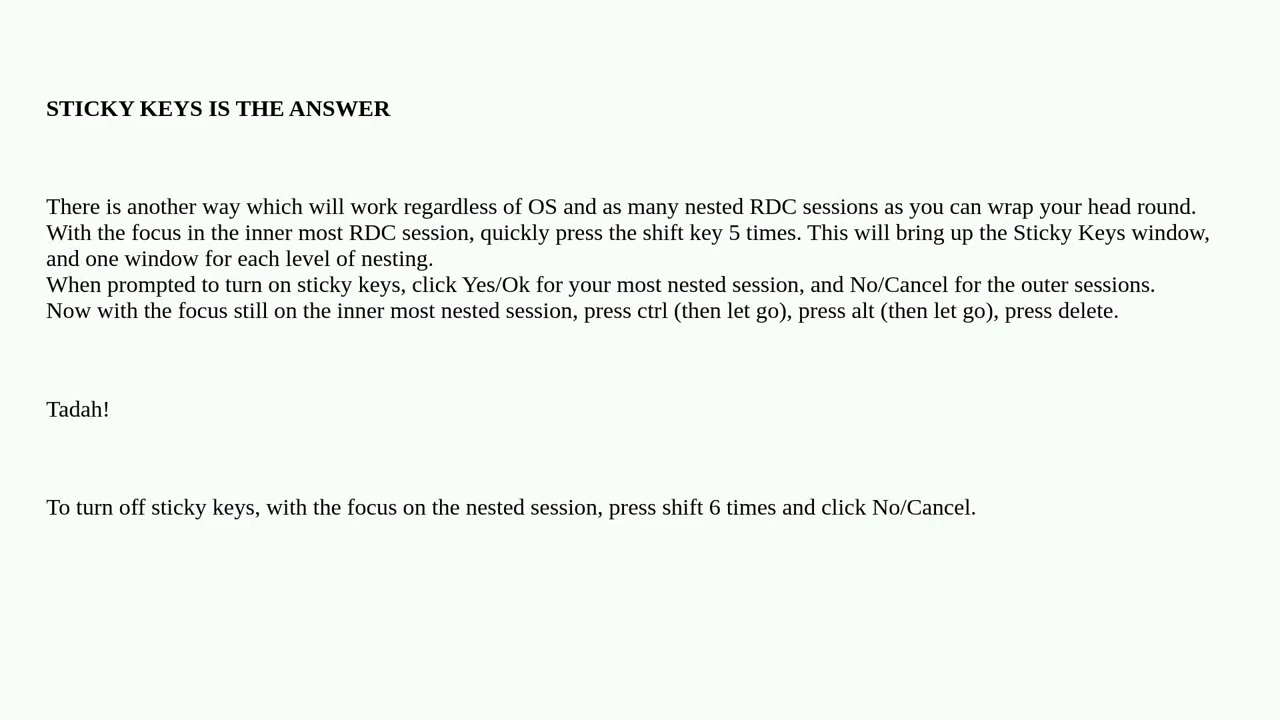 STICKY KEYS IS THE ANSWER
There is another way which will work regardless of OS and as many nested RDC sessions as you can wrap your head round.
With the focus in the inner most RDC session, quickly press the shift key 5 times. This will bring up the Sticky Keys window,
and one window for each level of nesting.
When prompted to turn on sticky keys, click Yes/Ok for your most nested session, and No/Cancel for the outer sessions.
Now with the focus still on the inner most nested session, press ctrl (then let go), press alt (then let go), press delete.
Tadah!
To turn off sticky keys, with the focus on the nested session, press shift 6 times and click No/Cancel.